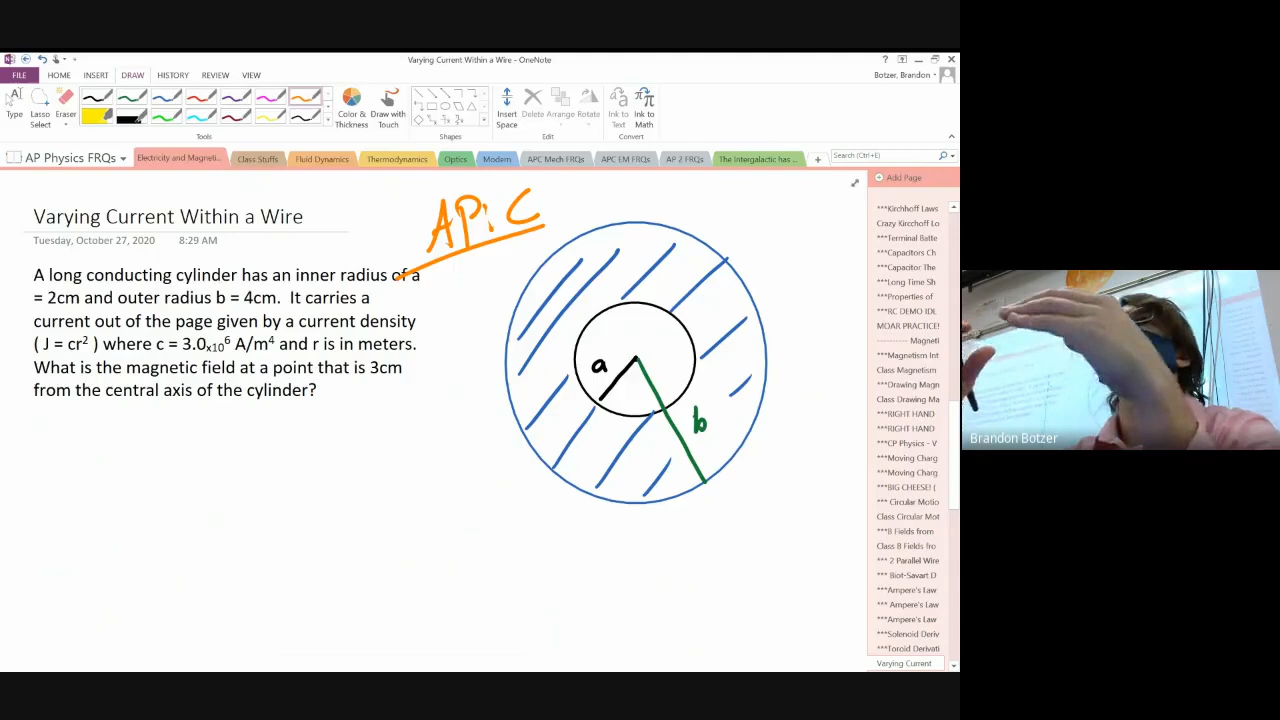 Varying Current Within a Wire - OneNote
FILE HOME INSERT DRAW HISTORY REVIEW VIEW
Botzer, Brandon
Type Lasso Select Eraser Color & Thickness Draw with Touch Insert Space Delete Arrange Rotate Ink to Text Ink to Math
Tools Shapes Edit Convert
AP Physics FRQs Electricity and Magneti... Class Stuffs Fluid Dynamics Thermodynamics Optics Modern APC Mech FRQs APC EM FRQs AP 2 FRQs The Intergalactic has ... Search (Ctrl+E)
Add Page
Varying Current Within a Wire
Tuesday, October 27, 2020 8:29 AM
AP: C
A long conducting cylinder has an inner radius of a
= 2cm and outer radius b = 4cm. It carries a
current out of the page given by a current density
( J = cr² ) where c = 3.0x10⁶ A/m⁴ and r is in meters.
What is the magnetic field at a point that is 3cm
from the central axis of the cylinder?
a
b
***Kirchhoff Laws
Crazy Kircchoff Lo
***Terminal Batte
***Capacitors Ch
***Capacitor The
***Long Time Sh
***Properties of
***RC DEMO IDL
MOAR PRACTICE!
---------- Magneti
***Magnetism Int
Class Magnetism
***Drawing Magn
Class Drawing Ma
***RIGHT HAND
***RIGHT HAND
***CP Physics - V
***Moving Charg
***Moving Charg
***BIG CHEESE! (
*** Circular Motio
Class Circular Mot
***B Fields from
Class B Fields fro
*** 2 Parallel Wire
*** Biot-Savart D
***Ampere's Law
*** Ampere's Law
***Ampere's Law
***Solenoid Deriv
***Toroid Derivati
Varying Current
Brandon Botzer